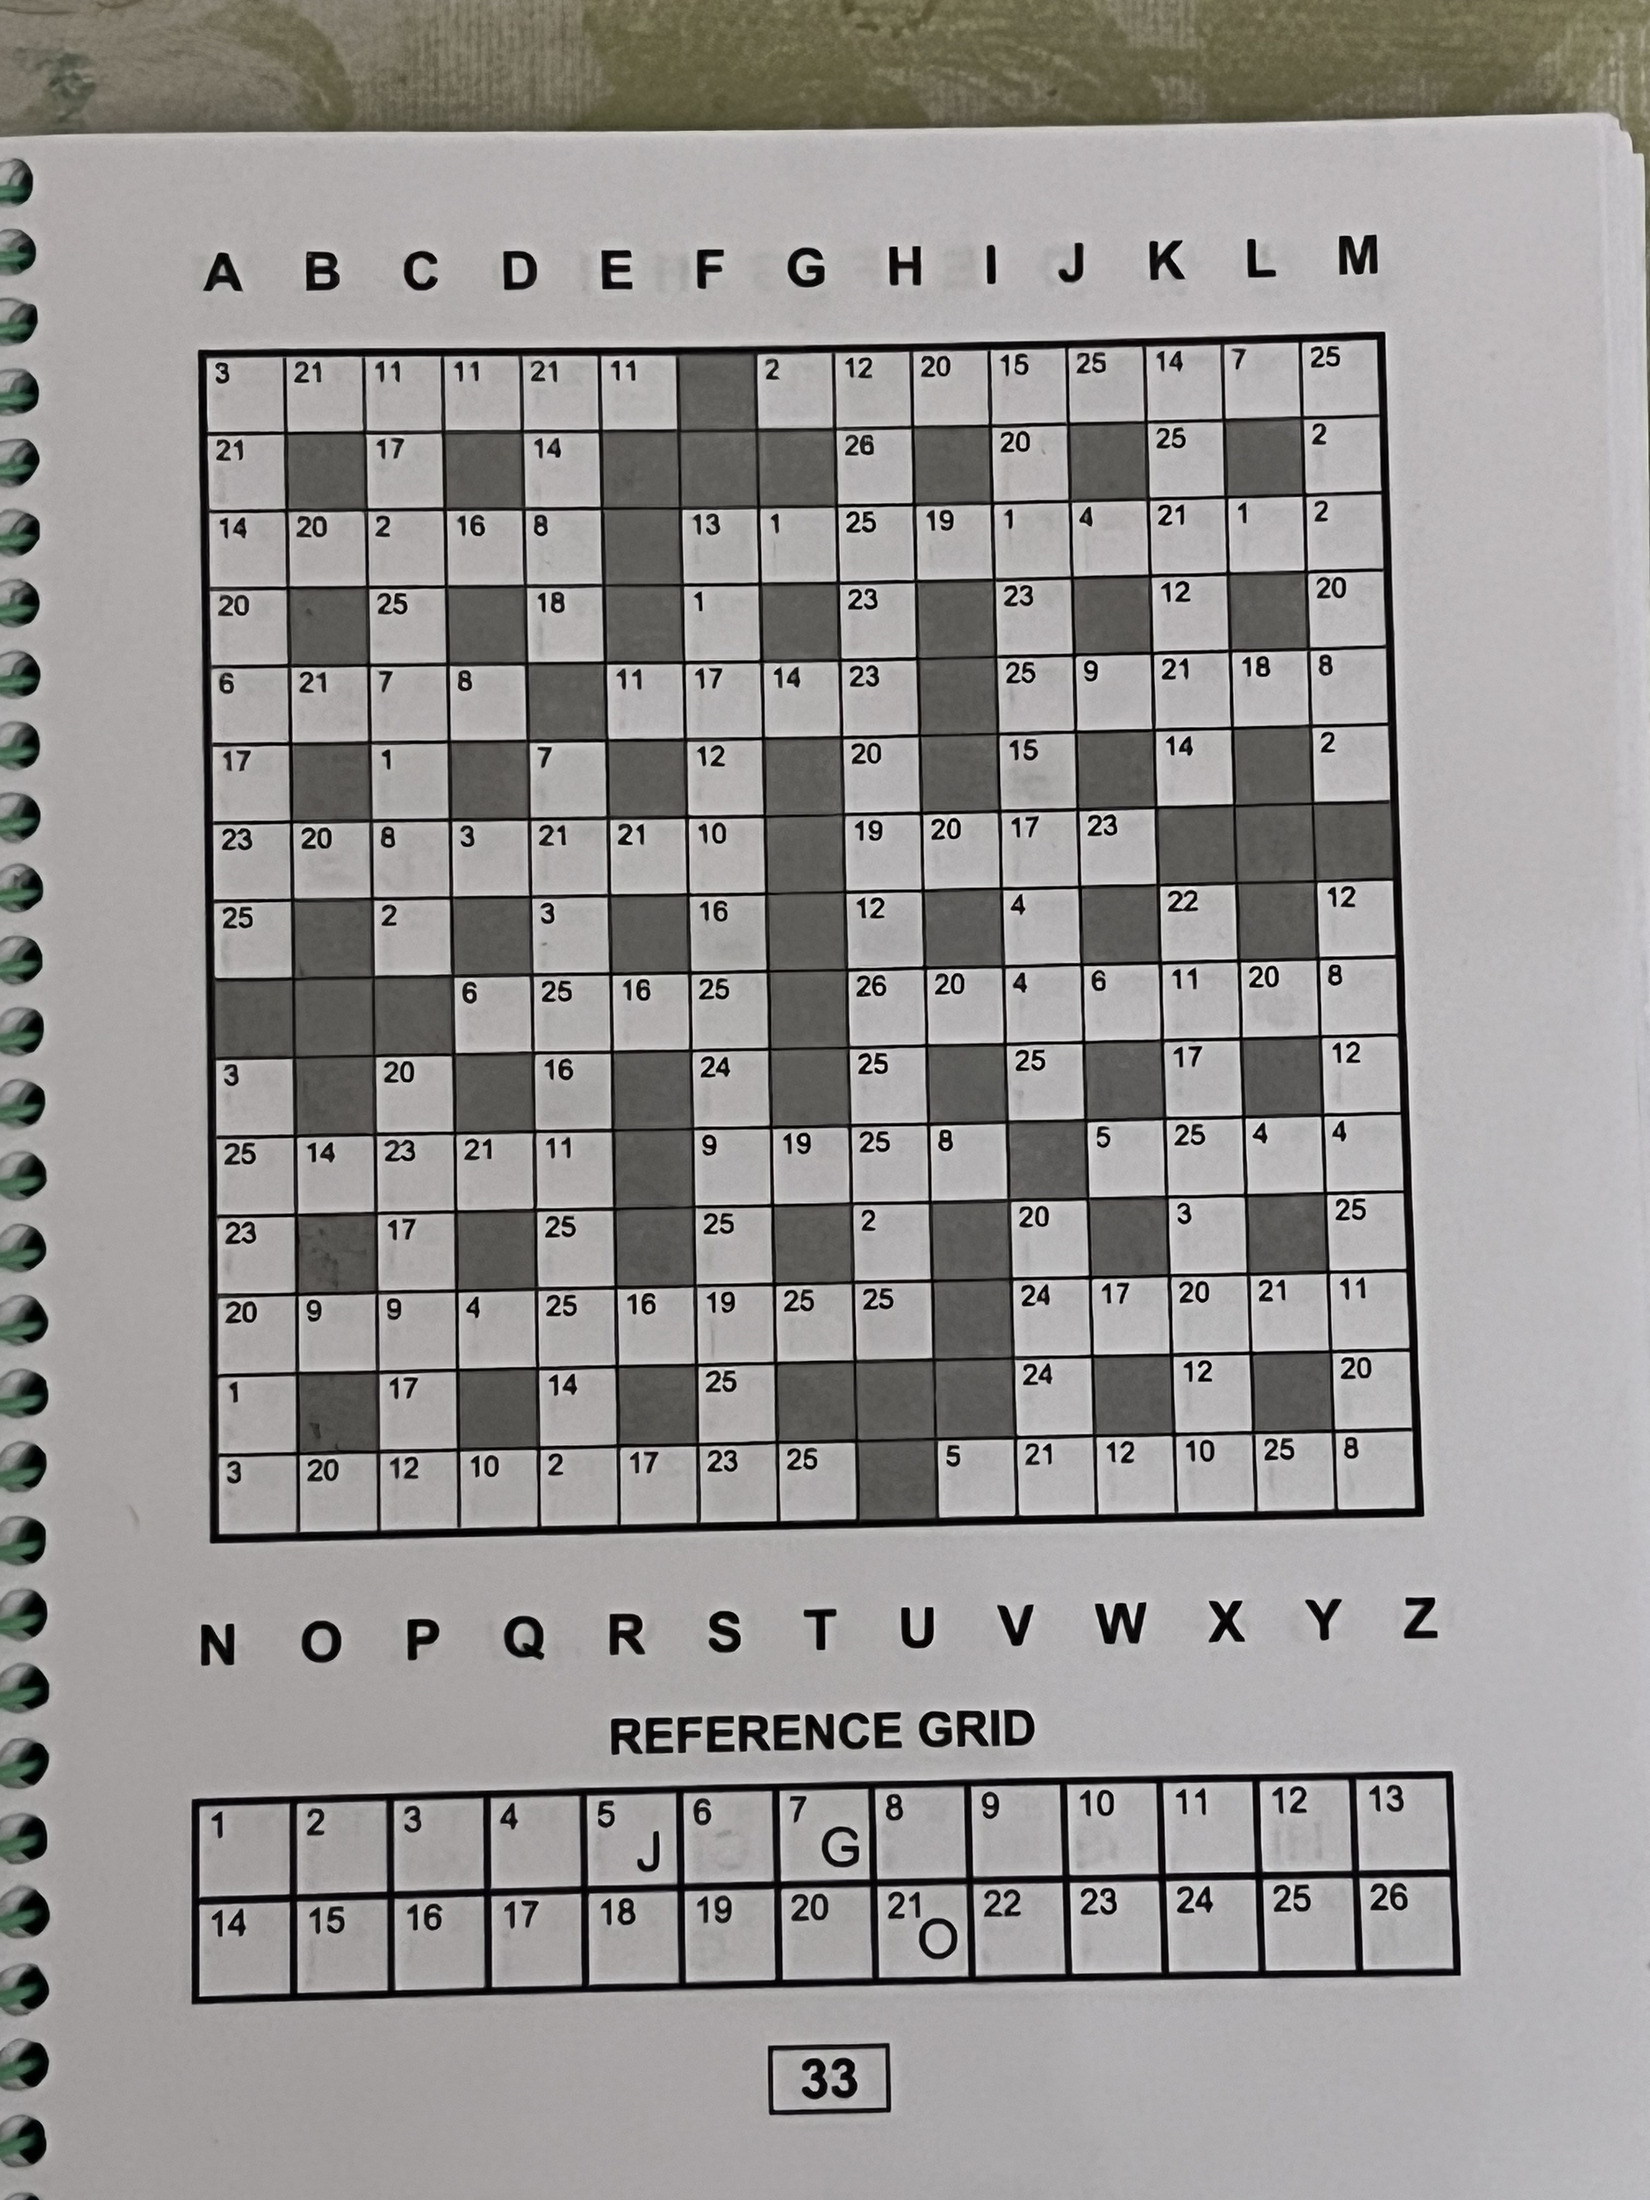 A B C D E F G H I J K L M
3 21 11 11 21 11 2 12 20 15 25 14 7 25
21 17 14 26 20 25 2
14 20 2 16 8 13 1 25 19 1 4 21 1 2
20 25 18 1 23 23 12 20
6 21 7 8 11 17 14 23 25 9 21 18 8
17 1 7 12 20 15 14 2
23 20 8 3 21 21 10 19 20 17 23
25 2 3 16 12 4 22 12
6 25 16 25 26 20 4 6 11 20 8
3 20 16 24 25 25 17 12
25 14 23 21 11 9 19 25 8 5 25 4 4
23 17 25 25 2 20 3 25
20 9 9 4 25 16 19 25 25 24 17 20 21 11
1 17 14 25 24 12 20
3 20 12 10 2 17 23 25 5 21 12 10 25 8
N O P Q R S T U V W X Y Z
REFERENCE GRID
1 2 3 4 5 J 6 7 G 8 9 10 11 12 13
14 15 16 17 18 19 20 21 O 22 23 24 25 26
33